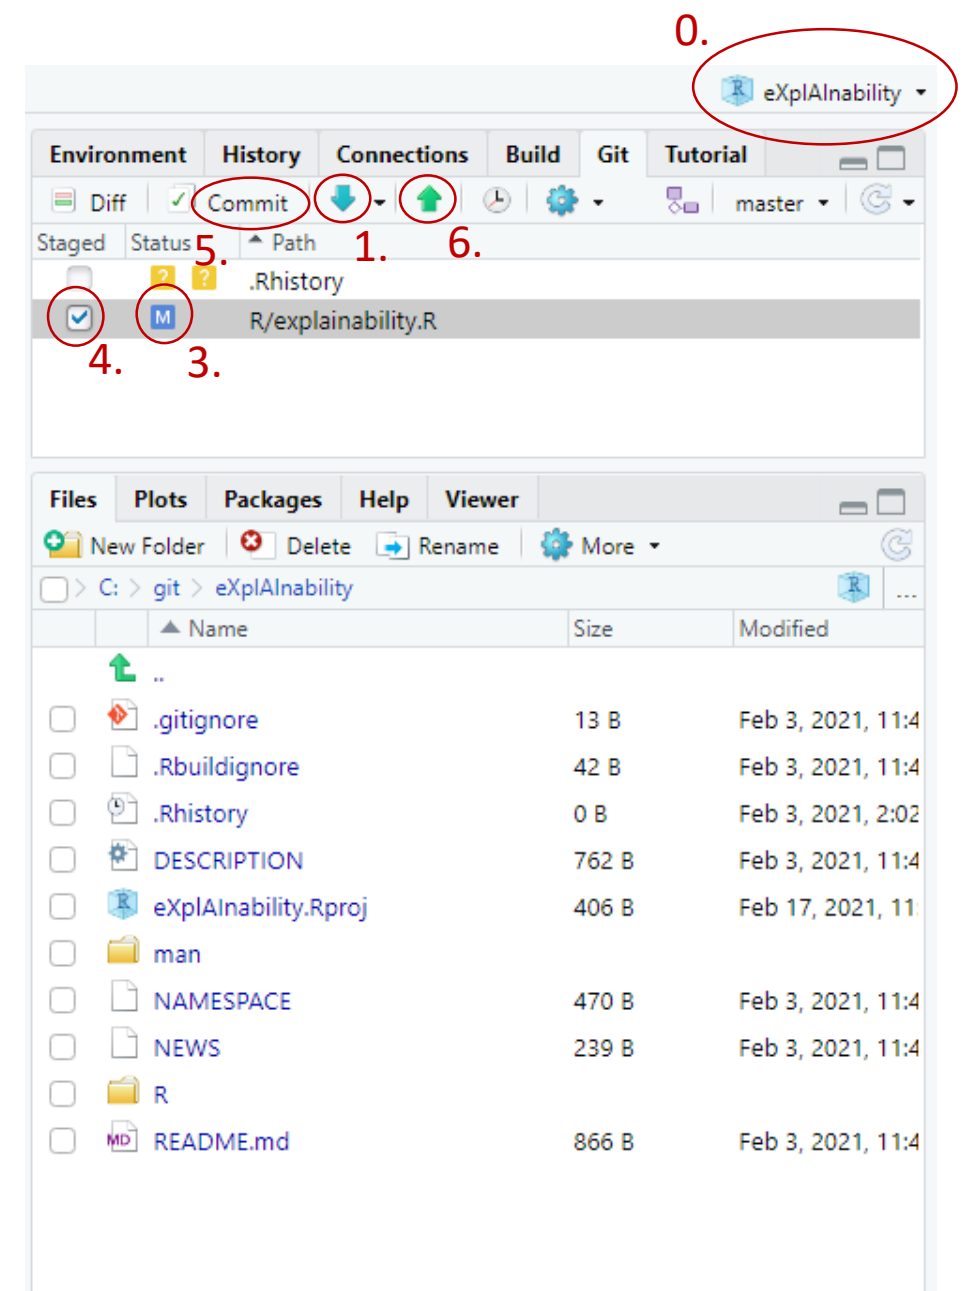 0.
eXplAInability
Environment History Connections Build Git Tutorial
Diff Commit master
Staged Status Path
5. 1. 6.
? ? .Rhistory
M R/explainability.R
4. 3.
Files Plots Packages Help Viewer
New Folder Delete Rename More
C: > git > eXplAInability R ...
Name Size Modified
..
.gitignore 13 B Feb 3, 2021, 11:4
.Rbuildignore 42 B Feb 3, 2021, 11:4
.Rhistory 0 B Feb 3, 2021, 2:02
DESCRIPTION 762 B Feb 3, 2021, 11:4
eXplAInability.Rproj 406 B Feb 17, 2021, 11:
man
NAMESPACE 470 B Feb 3, 2021, 11:4
NEWS 239 B Feb 3, 2021, 11:4
R
MD README.md 866 B Feb 3, 2021, 11:4